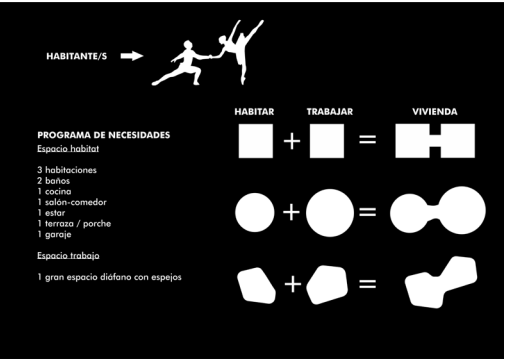 HABITANTE/S
HABITAR TRABAJAR VIVIENDA
PROGRAMA DE NECESIDADES
Espacio habitat
3 habitaciones
2 baños
1 cocina
1 salón-comedor
1 estar
1 terraza / porche
1 garaje
Espacio trabajo
1 gran espacio diáfano con espejos
+ =
+ =
+ =